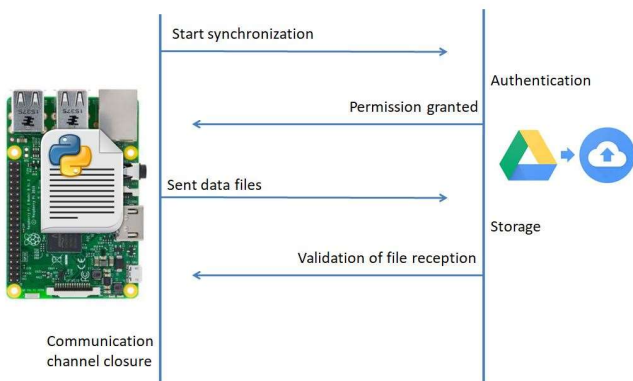 Start synchronization
Authentication
Permission granted
Sent data files
Storage
Validation of file reception
Communication
channel closure